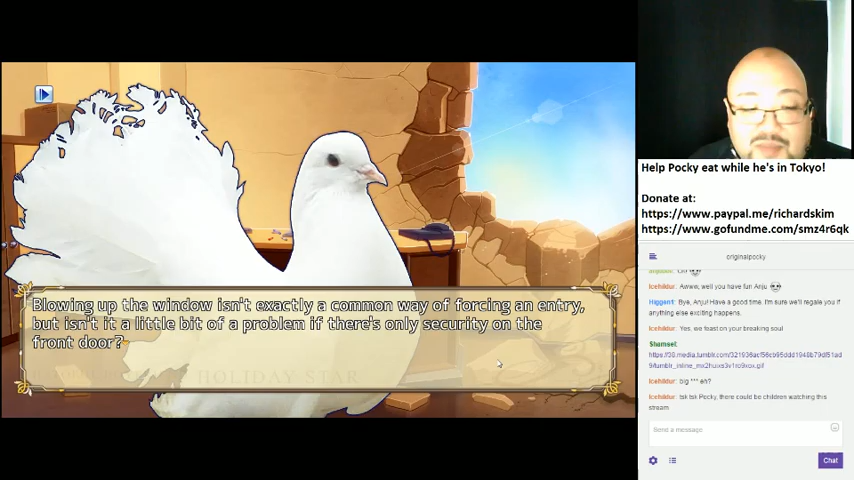 Help Pocky eat while he's in Tokyo!
Donate at:
https://www.paypal.me/richardskim
https://www.gofundme.com/smz4r6qk
Blowing up the window isn't exactly a common way of forcing an entry,
but isn't it a little bit of a problem if there's only security on the
front door?
HOLIDAY STAR
originalpocky
Icehildur: Awww, well you have fun Anju
Higgent: Bye, Anju! Have a good time. I'm sure we'll regale you if
anything else exciting happens.
Icehildur: Yes, we toast on your breaking soul
Shamsel:
Icehildur: big *** eh?
Icehildur: tsk tsk Pocky, there could be children watching this
stream
Send a message
Chat